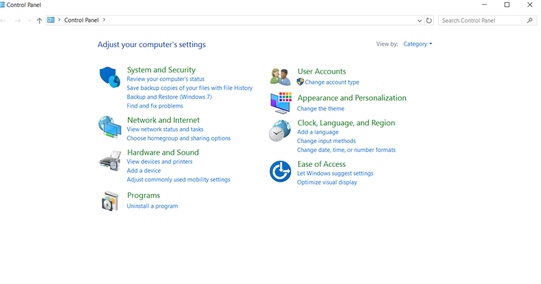 Control Panel
Control Panel
Search Control Panel
Adjust your computer's settings
View by: Category
System and Security
Review your computer's status
Save backup copies of your files with File History
Backup and Restore (Windows 7)
Find and fix problems
Network and Internet
View network status and tasks
Choose homegroup and sharing options
Hardware and Sound
View devices and printers
Add a device
Adjust commonly used mobility settings
Programs
Uninstall a program
User Accounts
Change account type
Appearance and Personalization
Change the theme
Clock, Language, and Region
Add a language
Change input methods
Change date, time, or number formats
Ease of Access
Let Windows suggest settings
Optimize visual display